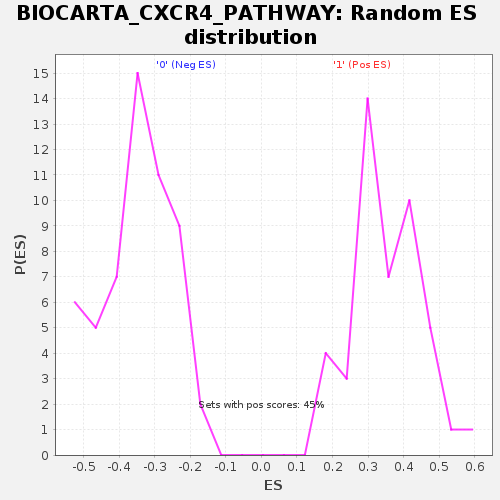 BIOCARTA_CXCR4_PATHWAY: Random ES
distribution
'0' (Neg ES)
'1' (Pos ES)
15
14
13
12
11
10
9
8
7
6
5
4
3
2
1
0
P(ES)
Sets with pos scores: 45%
-0.5 -0.4 -0.3 -0.2 -0.1 0.0 0.1 0.2 0.3 0.4 0.5 0.6
ES